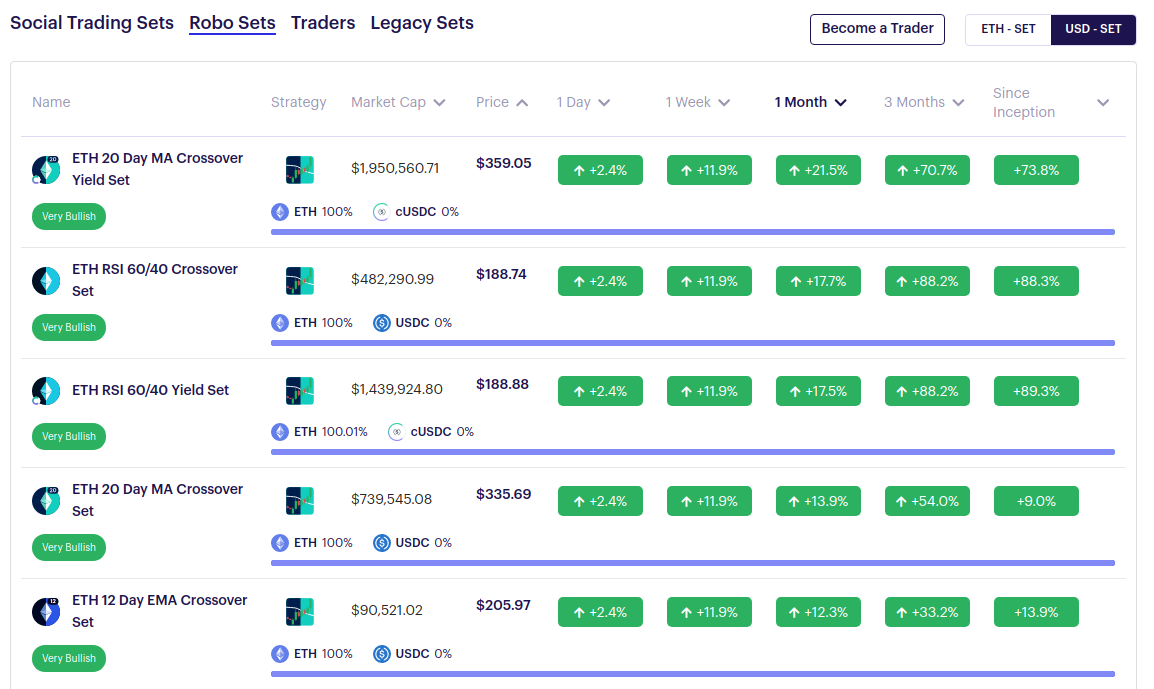 Social Trading Sets Robo Sets Traders Legacy Sets Become a Trader ETH - SET USD - SET
Name Strategy Market Cap Price 1 Day 1 Week 1 Month 3 Months Since
Inception
ETH 20 Day MA Crossover
Yield Set
$1,950,560.71 $359.05 +2.4% +11.9% +21.5% +70.7% +73.8%
Very Bullish ETH 100% cUSDC 0%
ETH RSI 60/40 Crossover
Set
$482,290.99 $188.74 +2.4% +11.9% +17.7% +88.2% +88.3%
Very Bullish ETH 100% USDC 0%
ETH RSI 60/40 Yield Set $1,439,924.80 $188.88 +2.4% +11.9% +17.5% +88.2% +89.3%
Very Bullish ETH 100.01% cUSDC 0%
ETH 20 Day MA Crossover
Set
$739,545.08 $335.69 +2.4% +11.9% +13.9% +54.0% +9.0%
Very Bullish ETH 100% USDC 0%
ETH 12 Day EMA Crossover
Set
$90,521.02 $205.97 +2.4% +11.9% +12.3% +33.2% +13.9%
Very Bullish ETH 100% USDC 0%